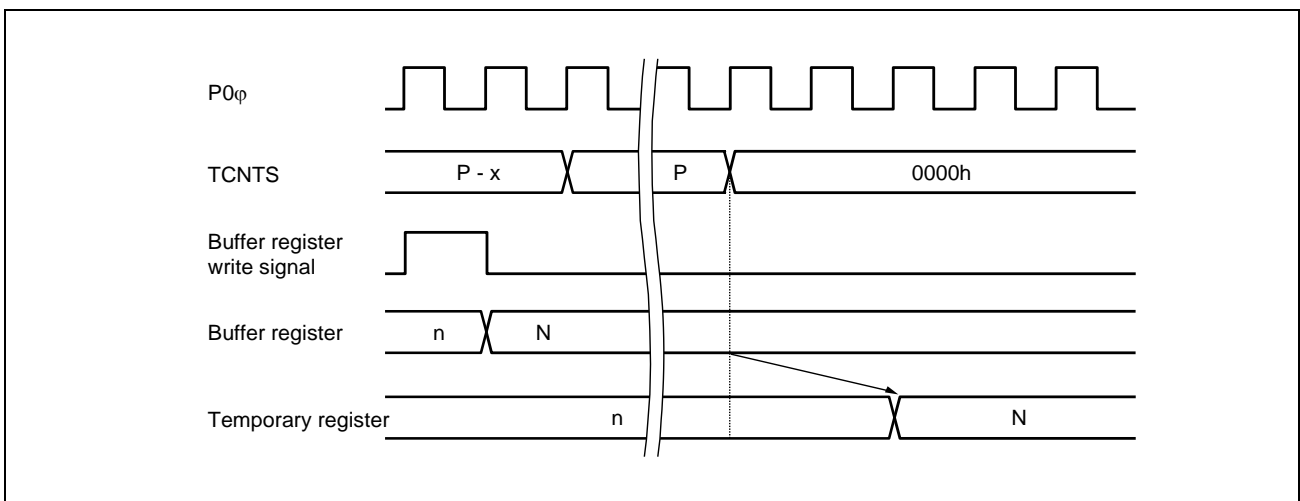 P0φ
TCNTS
P - x
P
0000h
Buffer register
write signal
Buffer register
n
N
Temporary register
n
N